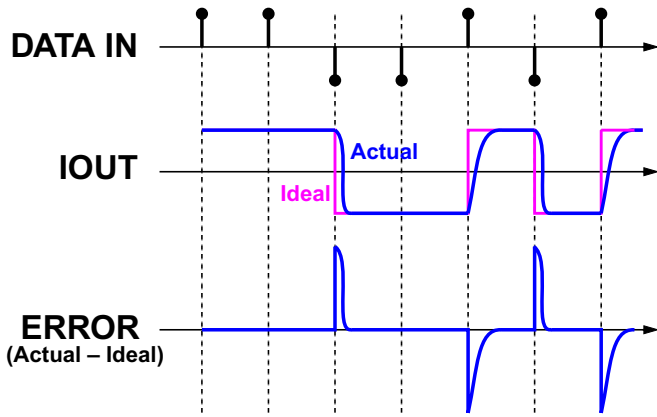 DATA IN
IOUT
Actual
Ideal
ERROR
(Actual – Ideal)